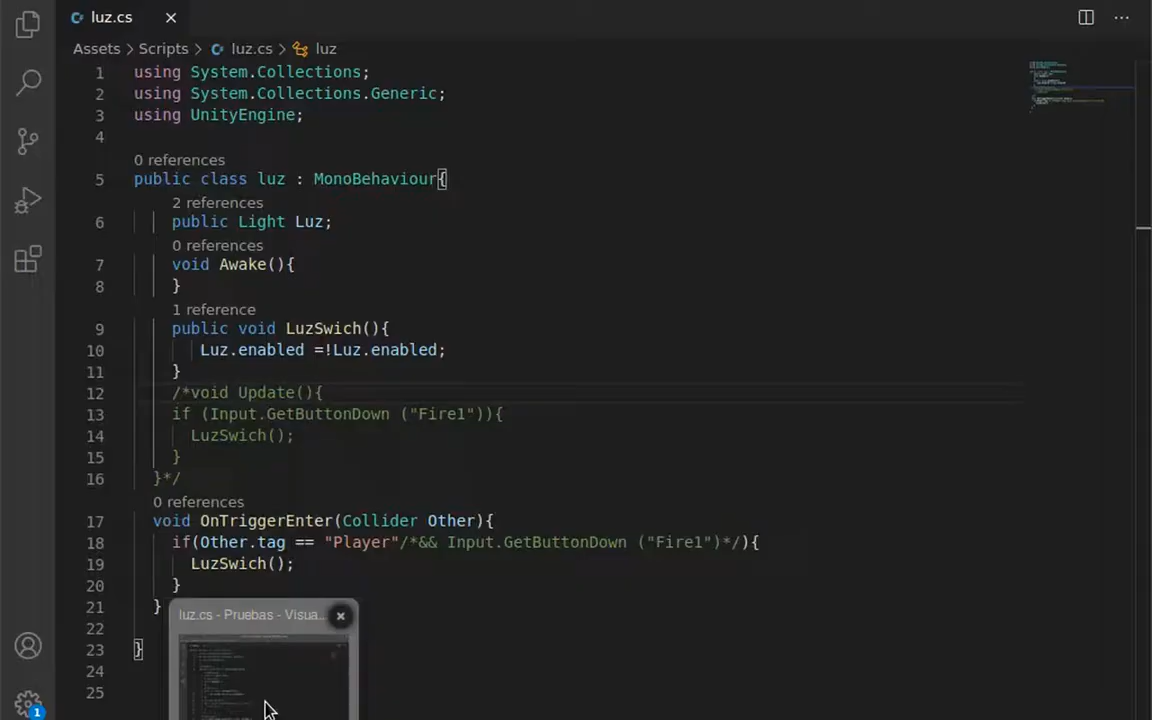 luz.cs
Assets > Scripts > luz.cs > luz
1 using System.Collections;
2 using System.Collections.Generic;
3 using UnityEngine;
4
0 references
5 public class luz : MonoBehaviour{
2 references
6 public Light Luz;
0 references
7 void Awake(){
8 }
1 reference
9 public void LuzSwich(){
10 Luz.enabled =!Luz.enabled;
11 }
12 /*void Update(){
13 if (Input.GetButtonDown ("Fire1")){
14 LuzSwich();
15 }
16 }*/
0 references
17 void OnTriggerEnter(Collider Other){
18 if(Other.tag == "Player"/*&& Input.GetButtonDown ("Fire1")*/){
19 LuzSwich();
20 }
21 }
luz.cs - Pruebas - Visua...
22
23 }
24
25
1